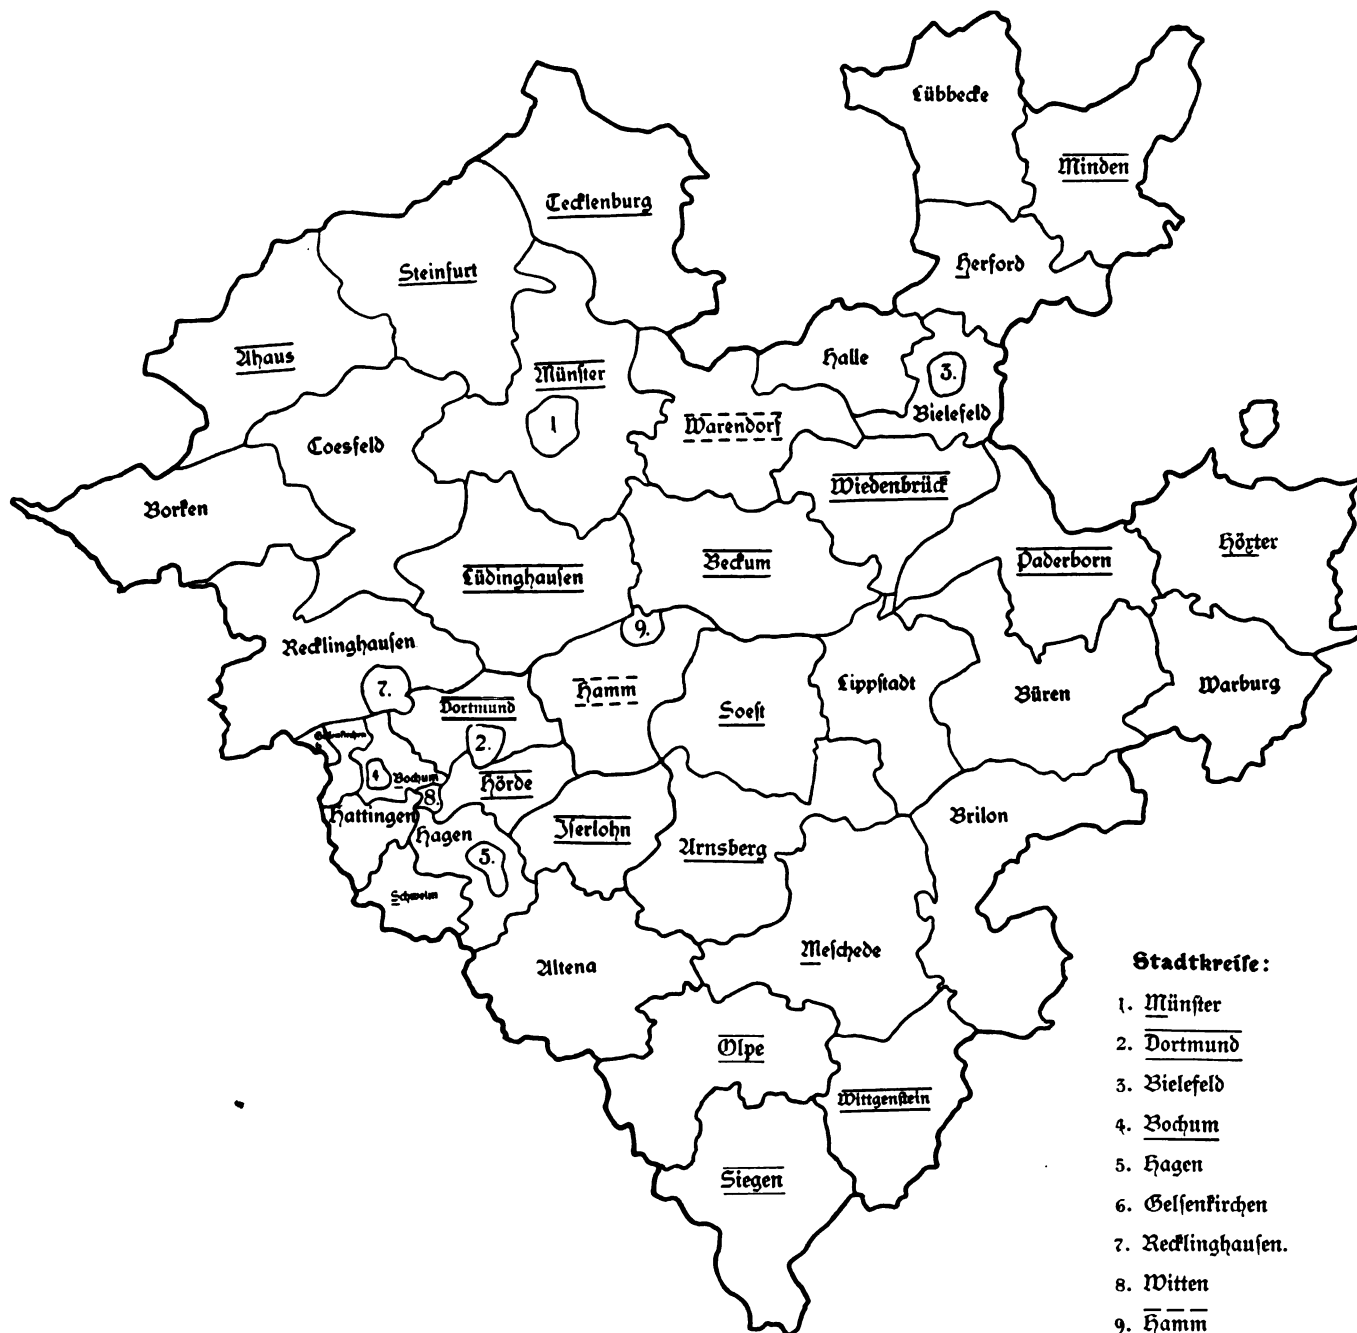 Lübbecke
Minden
Tecklenburg
Steinfurt
Herford
Ahaus
Münſter
Halle
3.
Bielefeld
1
Warendorf
Coesfeld
Wiedenbrück
Borken
Höxter
Lüdinghauſen
Beckum
Paderborn
9.
Recklinghauſen
7.
Hamm
Lippſtadt
Büren
Warburg
Dortmund
Soeſt
Gelſenkirchen
6
2.
4
Bochum
Hörde
8.
Hattingen
Hagen
Iſerlohn
Brilon
5.
Arnsberg
Schwelm
Altena
Meſchede
Olpe
Wittgenſtein
Siegen
Stadtkreiſe:
1. Münſter
2. Dortmund
3. Bielefeld
4. Bochum
5. Hagen
6 Gelſenkirchen
7. Recklinghauſen.
8. Witten
9. Hamm